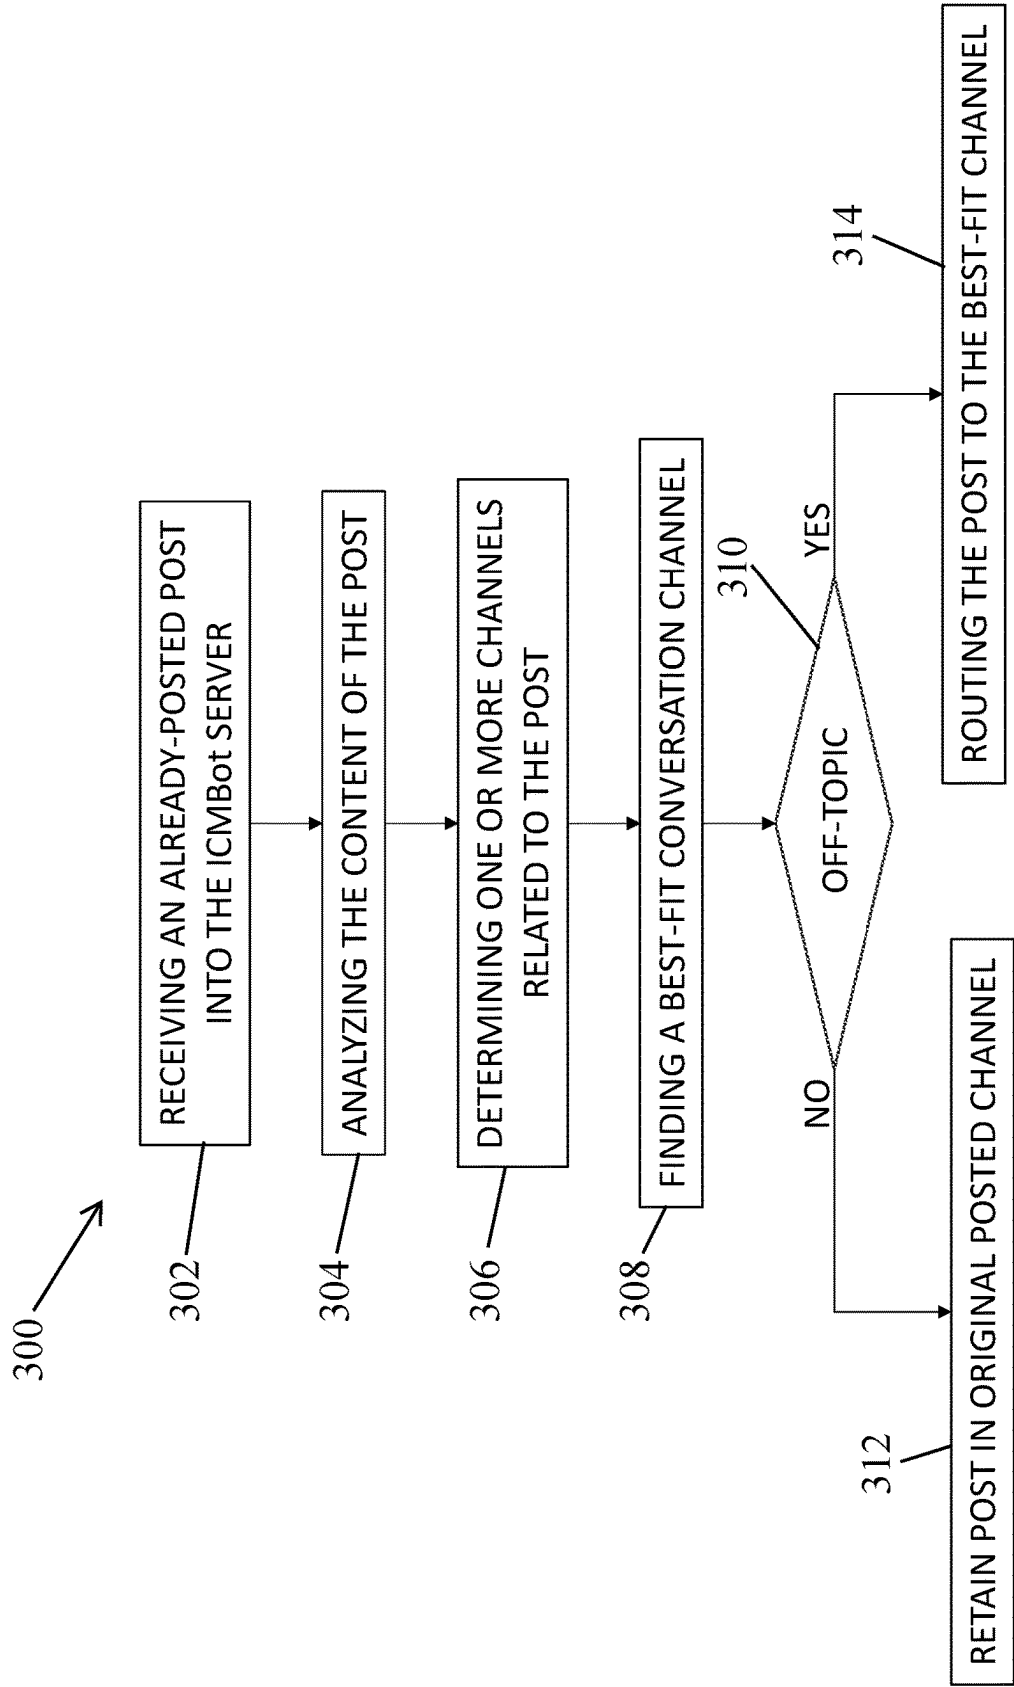 300
302
RECEIVING AN ALREADY-POSTED POST
INTO THE ICMBot SERVER
304
ANALYZING THE CONTENT OF THE POST
306
DETERMINING ONE OR MORE CHANNELS
RELATED TO THE POST
308
FINDING A BEST-FIT CONVERSATION CHANNEL
310
NO
OFF-TOPIC
YES
312
314
RETAIN POST IN ORIGINAL POSTED CHANNEL
ROUTING THE POST TO THE BEST-FIT CHANNEL